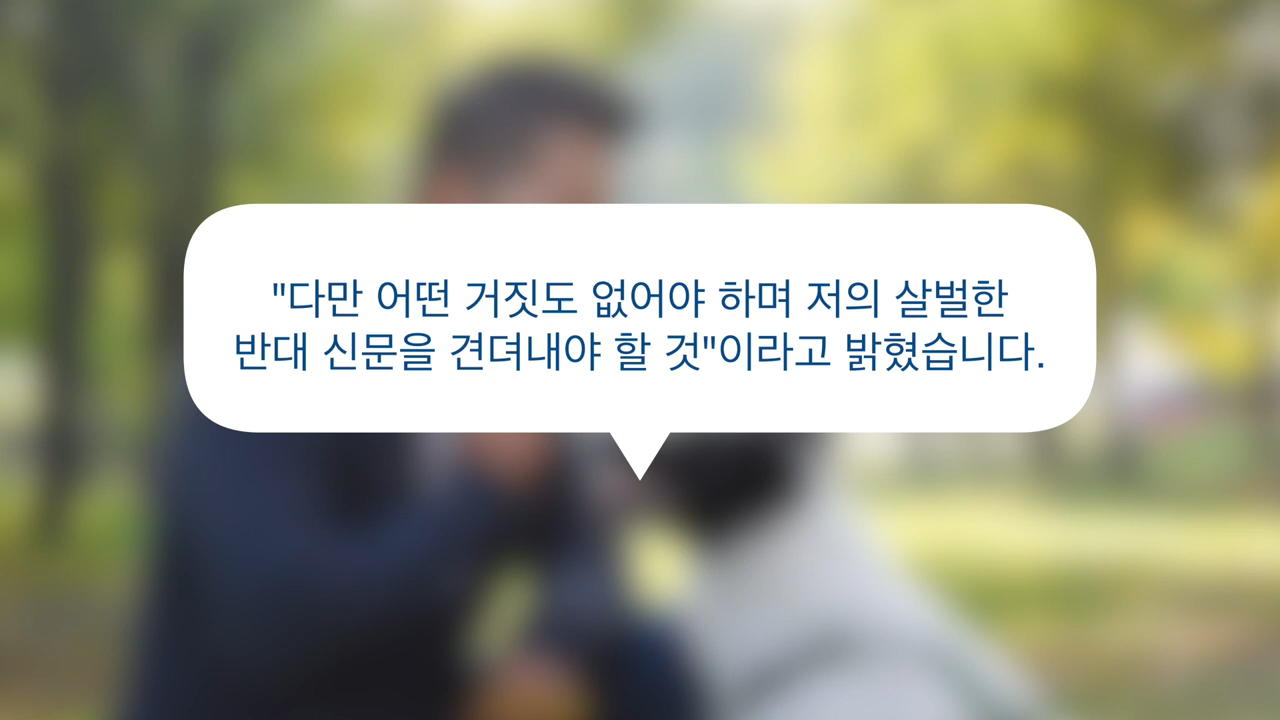 "다만 어떤 거짓도 없어야 하며 저의 살벌한
반대 신문을 견뎌내야 할 것"이라고 밝혔습니다.